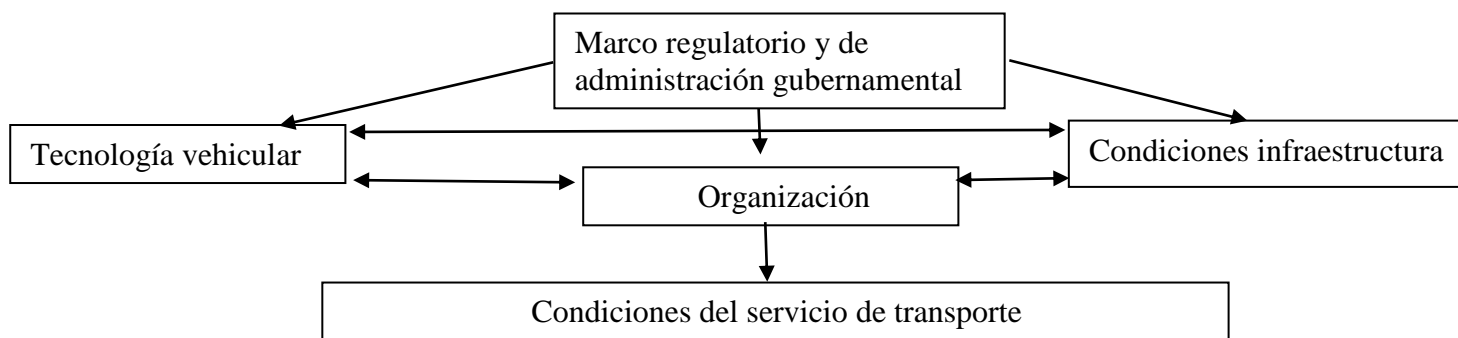 Marco regulatorio y de
administración gubernamental
Tecnología vehicular
Condiciones infraestructura
Organización
Condiciones del servicio de transporte